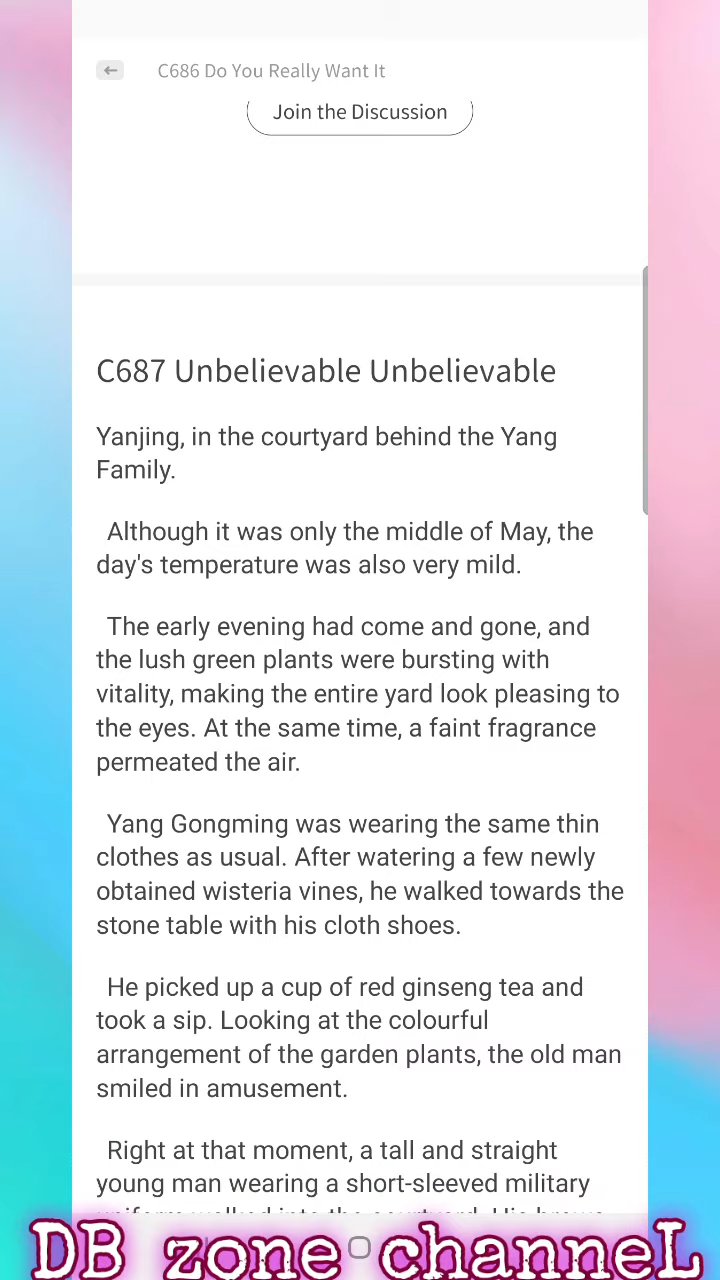 C686 Do You Really Want It
Join the Discussion
C687 Unbelievable Unbelievable
Yanjing, in the courtyard behind the Yang
Family.
Although it was only the middle of May, the
day's temperature was also very mild.
The early evening had come and gone, and
the lush green plants were bursting with
vitality, making the entire yard look pleasing to
the eyes. At the same time, a faint fragrance
permeated the air.
Yang Gongming was wearing the same thin
clothes as usual. After watering a few newly
obtained wisteria vines, he walked towards the
stone table with his cloth shoes.
He picked up a cup of red ginseng tea and
took a sip. Looking at the colourful
arrangement of the garden plants, the old man
smiled in amusement.
Right at that moment, a tall and straight
young man wearing a short-sleeved military
uniform walked into the courtyard. His brows
DB zone channeL